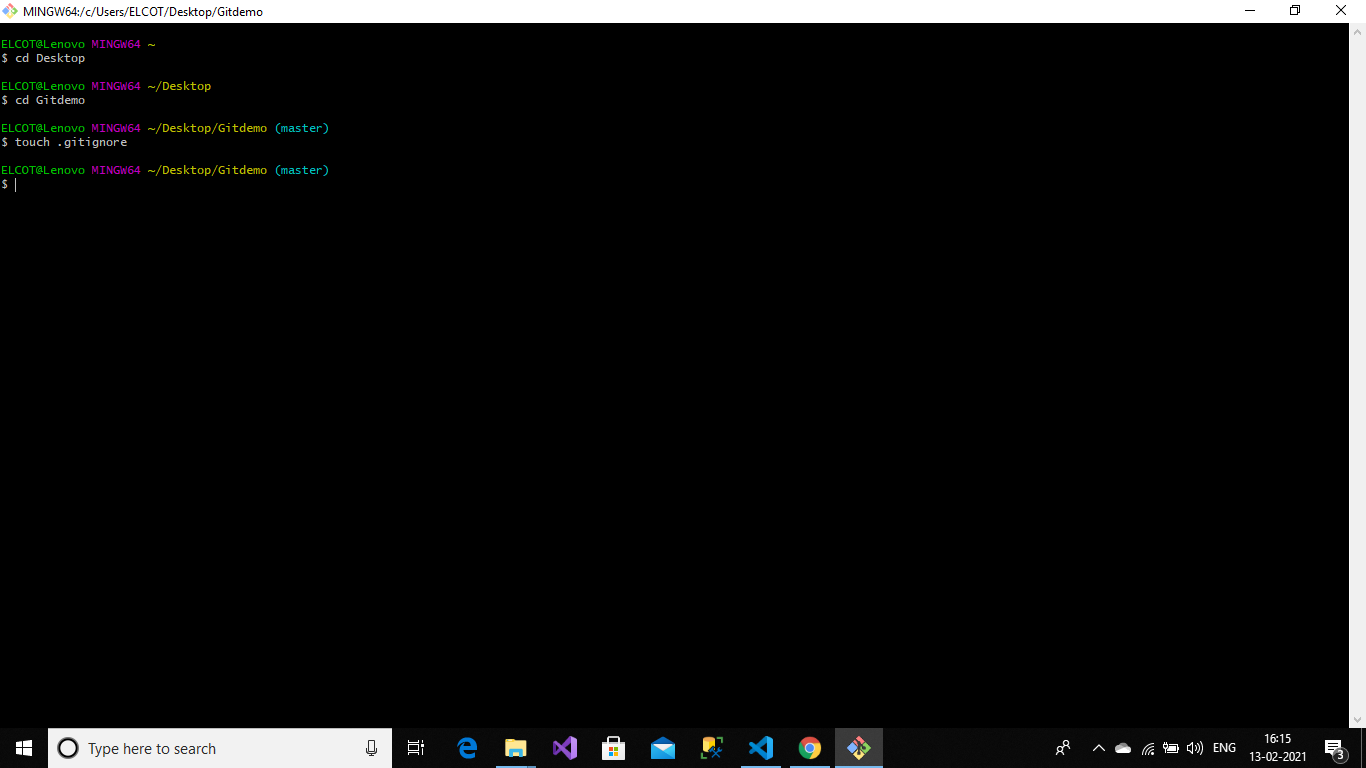 MINGW64:/c/Users/ELCOT/Desktop/Gitdemo
ELCOT@Lenovo MINGW64 ~
$ cd Desktop
ELCOT@Lenovo MINGW64 ~/Desktop
$ cd Gitdemo
ELCOT@Lenovo MINGW64 ~/Desktop/Gitdemo (master)
$ touch .gitignore
ELCOT@Lenovo MINGW64 ~/Desktop/Gitdemo (master)
$
Type here to search
ENG
16:15
13-02-2021
3